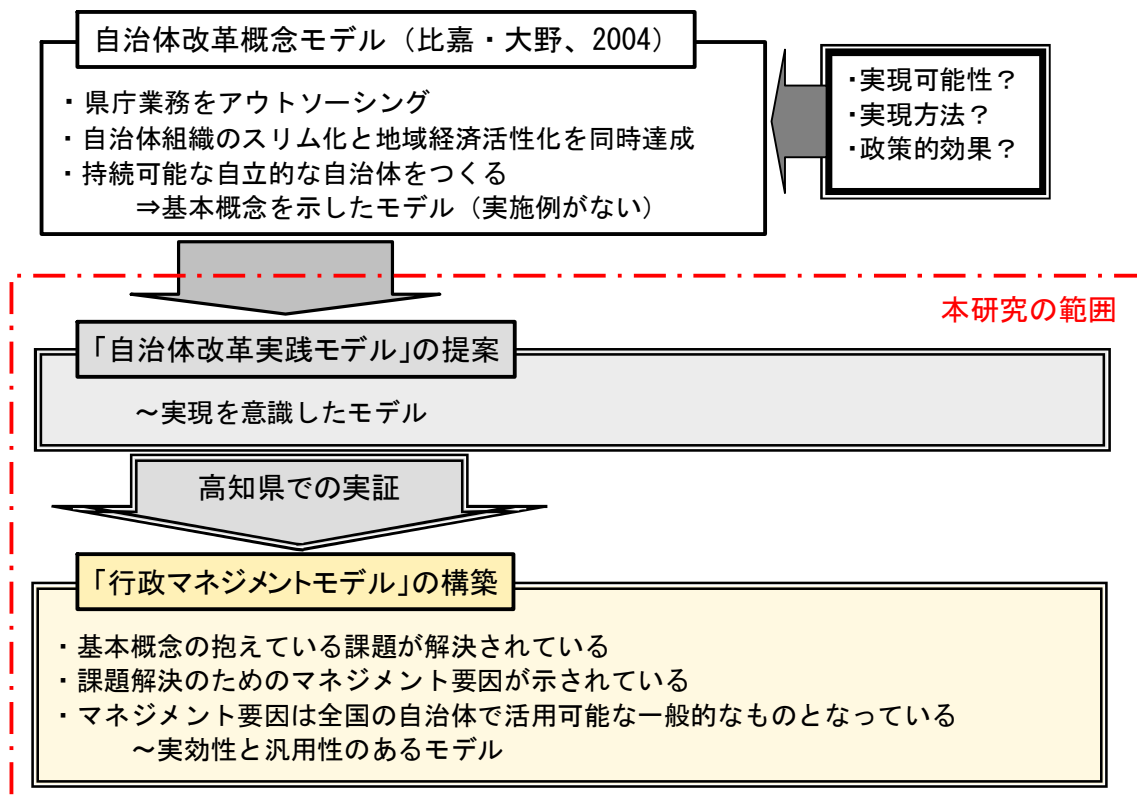 自治体改革概念モデル（比嘉・大野、2004）
・県庁業務をアウトソーシング
・自治体組織のスリム化と地域経済活性化を同時達成
・持続可能な自立的な自治体をつくる
⇒基本概念を示したモデル（実施例がない）
・実現可能性？
・実現方法？
・政策的効果？
本研究の範囲
「自治体改革実践モデル」の提案
～実現を意識したモデル
高知県での実証
「行政マネジメントモデル」の構築
・基本概念の抱えている課題が解決されている
・課題解決のためのマネジメント要因が示されている
・マネジメント要因は全国の自治体で活用可能な一般的なものとなっている
～実効性と汎用性のあるモデル